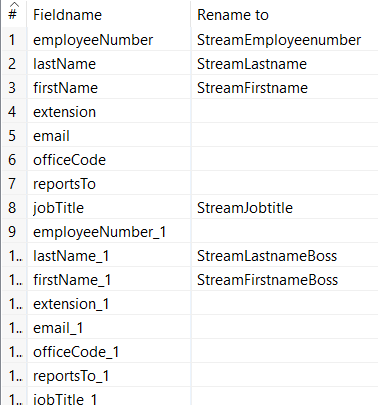 # Fieldname Rename to
1 employeeNumber StreamEmployeenumber
2 lastName StreamLastname
3 firstName StreamFirstname
4 extension
5 email
6 officeCode
7 reportsTo
8 jobTitle StreamJobtitle
9 employeeNumber_1
1.. lastName_1 StreamLastnameBoss
1.. firstName_1 StreamFirstnameBoss
1.. extension_1
1.. email_1
1.. officeCode_1
1.. reportsTo_1
1.. jobTitle_1